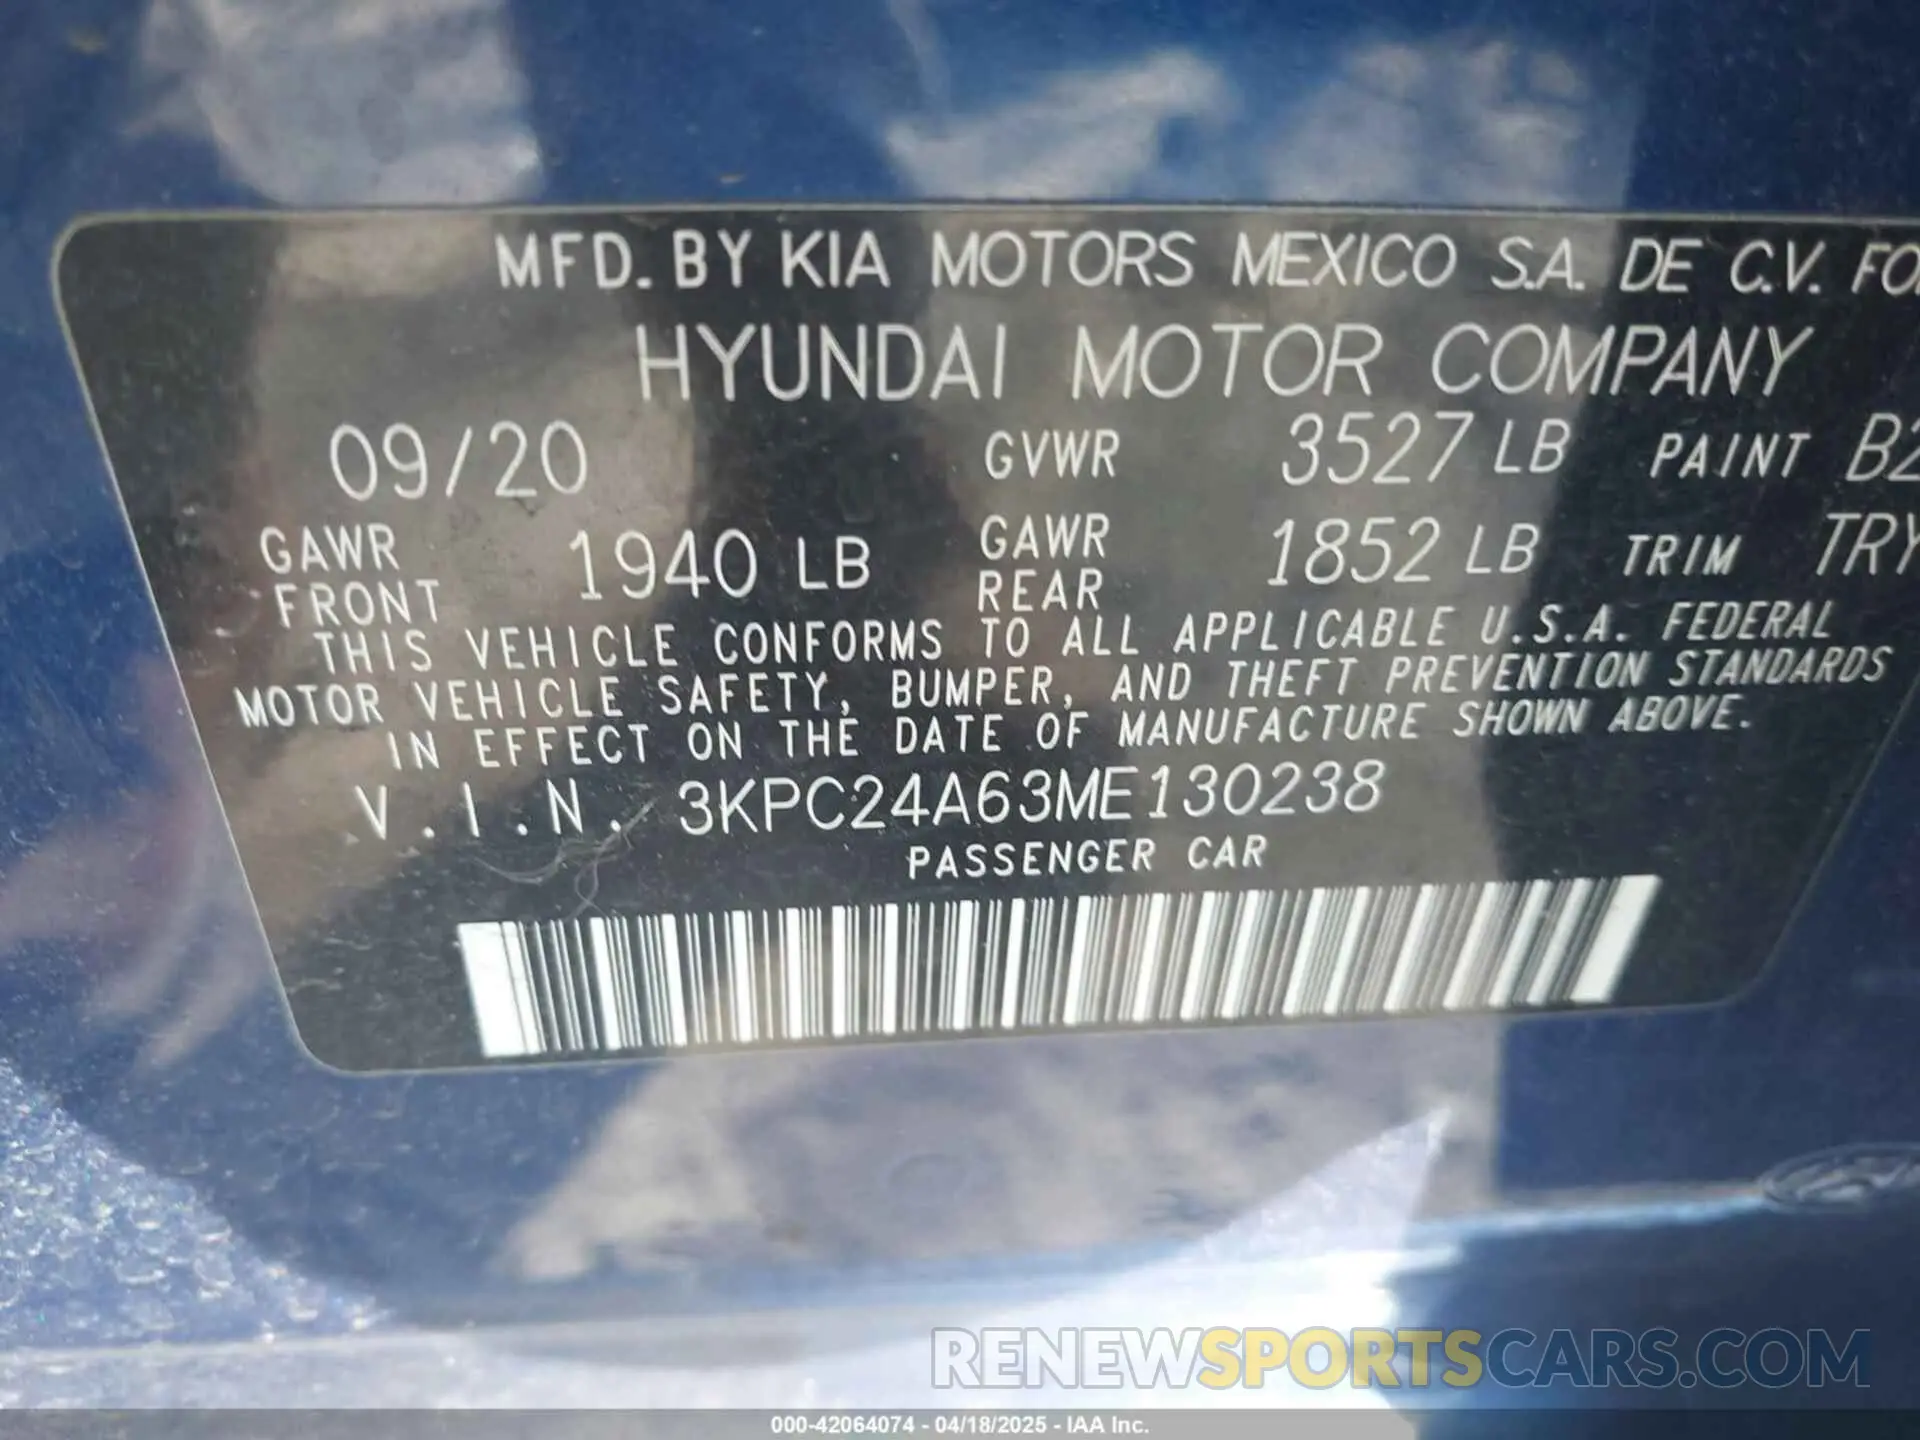 MFD. BY KIA MOTORS MEXICO S.A. DE C.V.
HYUNDAI MOTOR COMPANY
09/20 GVWR 3527 LB PAINT
GAWR FRONT 1940 LB GAWR REAR 1852 LB TRIM
THIS VEHICLE CONFORMS TO ALL APPLICABLE U.S.A. FEDERAL
MOTOR VEHICLE SAFETY, BUMPER, AND THEFT PREVENTION STANDARDS
IN EFFECT ON THE DATE OF MANUFACTURE SHOWN ABOVE.
V.I.N. 3KPC24A63ME130238
PASSENGER CAR
RENEWSPORTSCARS.COM
000-42064074 - 04/18/2025 - IAA Inc.